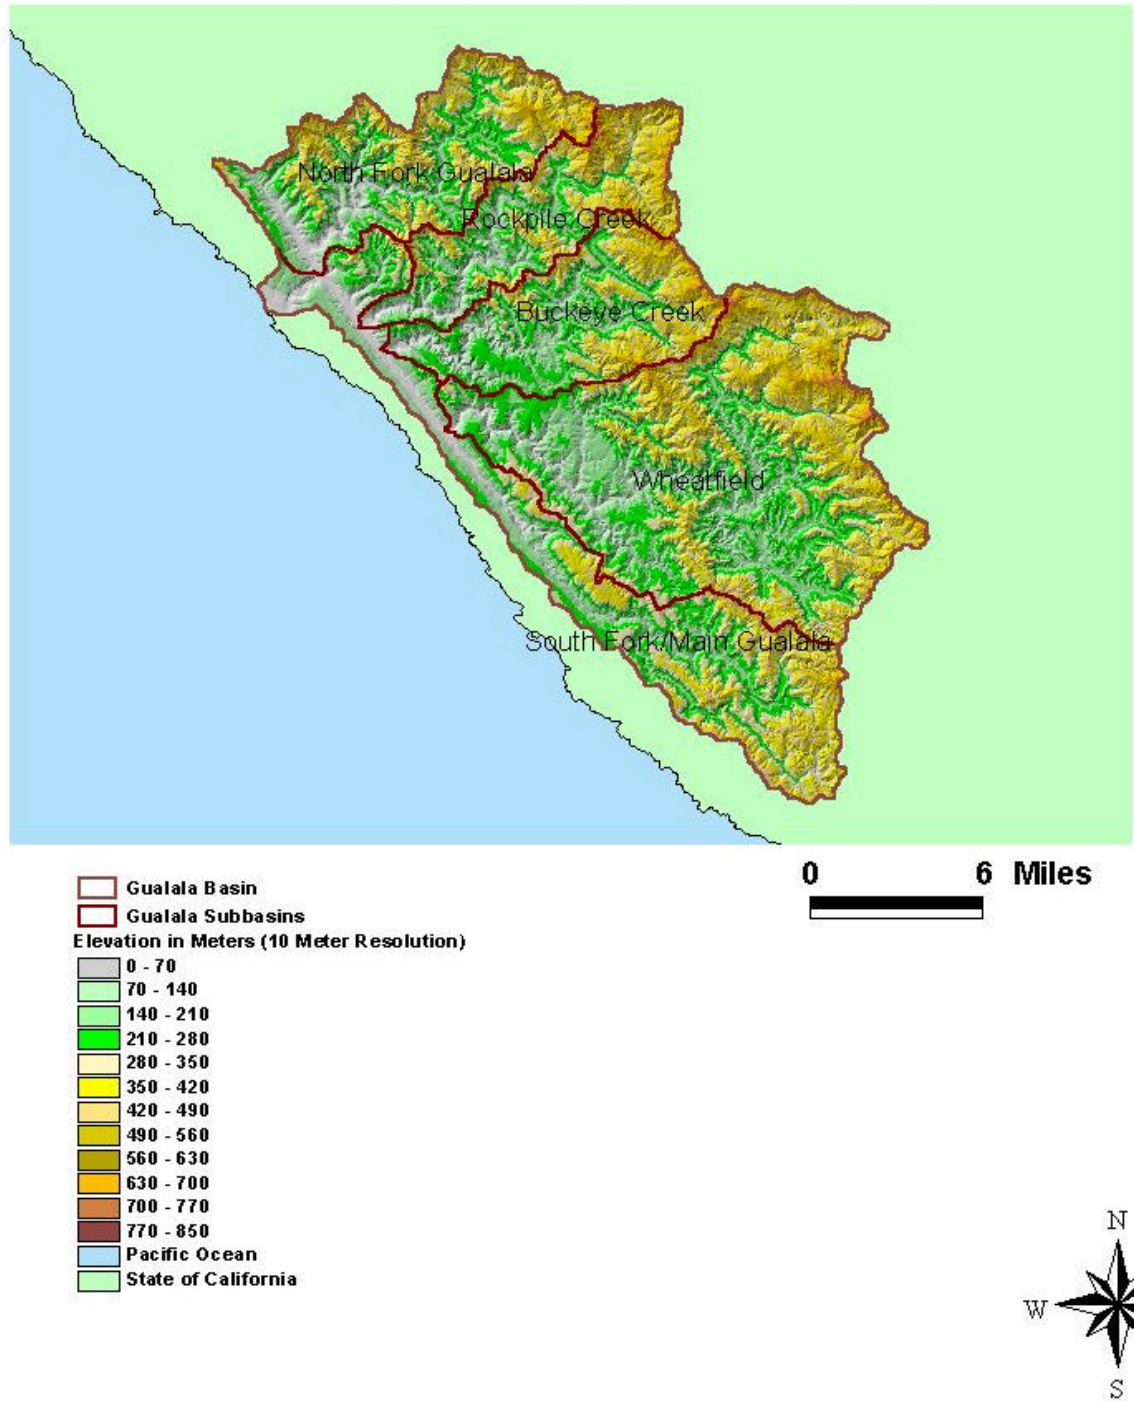 North Fork Gualala
Rockpile Creek
Buckeye Creek
Wheatfield
South Fork/Main Gualala
0 6 Miles
Gualala Basin
Gualala Subbasins
Elevation in Meters (10 Meter Resolution)
0 - 70
70 - 140
140 - 210
210 - 280
280 - 350
350 - 420
420 - 490
490 - 560
560 - 630
630 - 700
700 - 770
770 - 850
Pacific Ocean
State of California
N
W
S